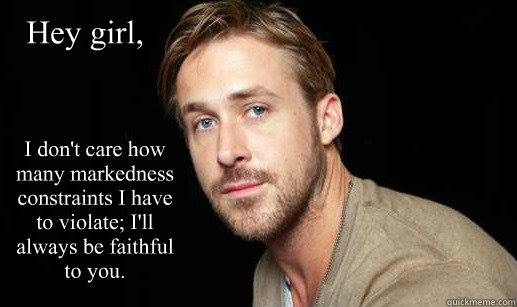 Hey girl,
I don't care how
many markedness
constraints I have
to violate; I'll
always be faithful
to you.
quickmeme.com